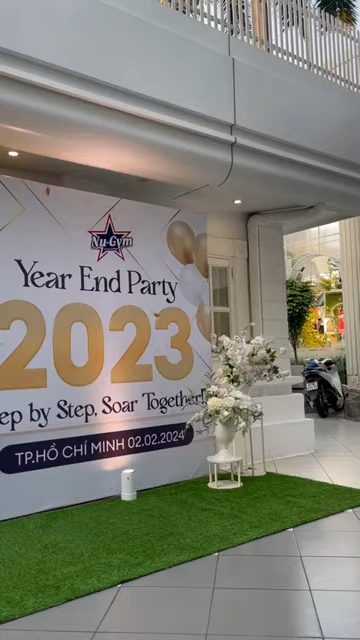 Nu-Gym
Year End Party
2023
ep by Step, Soar Together!
TP.HỒ CHÍ MINH 02.02.2024